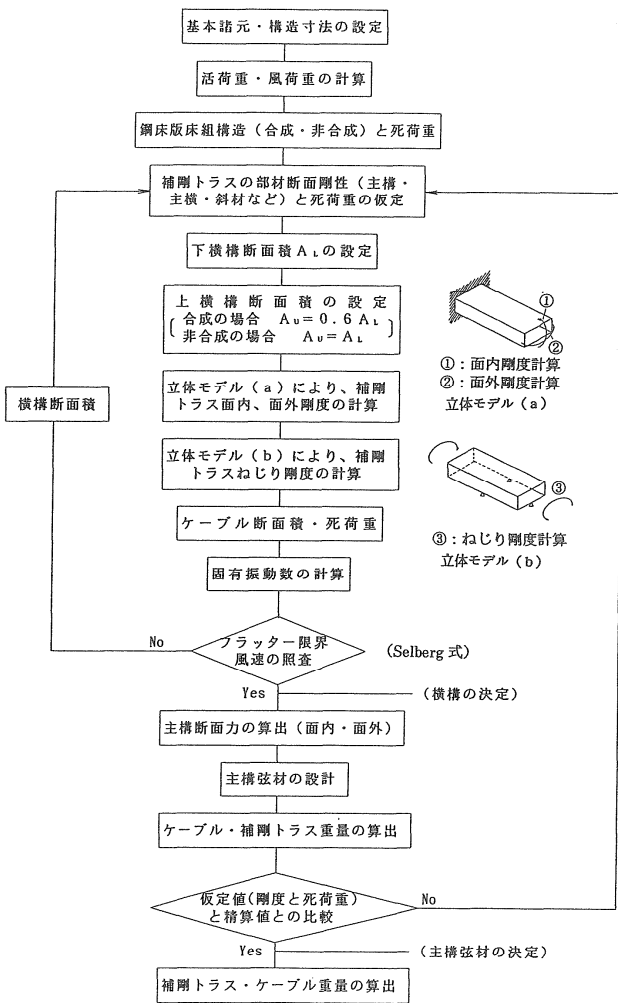 基本諸元・構造寸法の設定
活荷重・風荷重の計算
鋼床版床組構造（合成・非合成）と死荷重
補剛トラスの部材断面剛性（主構・
主横・斜材など）と死荷重の仮定
下横構断面積ＡLの設定
上横構断面積の設定
合成の場合　ＡU＝０.６ＡL
非合成の場合　ＡU＝ＡL
①
②
①：面内剛度計算
②：面外剛度計算
立体モデル（a）
横構断面積
立体モデル（a）により、補剛
トラス面内、面外剛度の計算
立体モデル（b）により、補剛
トラスねじり剛度の計算
③
③：ねじり剛度計算
立体モデル（b）
ケーブル断面積・死荷重
固有振動数の計算
No
フラッター限界
風速の照査
(Selberg 式)
Yes
（横構の決定）
主構断面力の算出（面内・面外）
主構弦材の設計
ケーブル・補剛トラス重量の算出
仮定値(剛度と死荷重)
と精算値との比較
No
Yes
（主構弦材の決定）
補剛トラス・ケーブル重量の算出